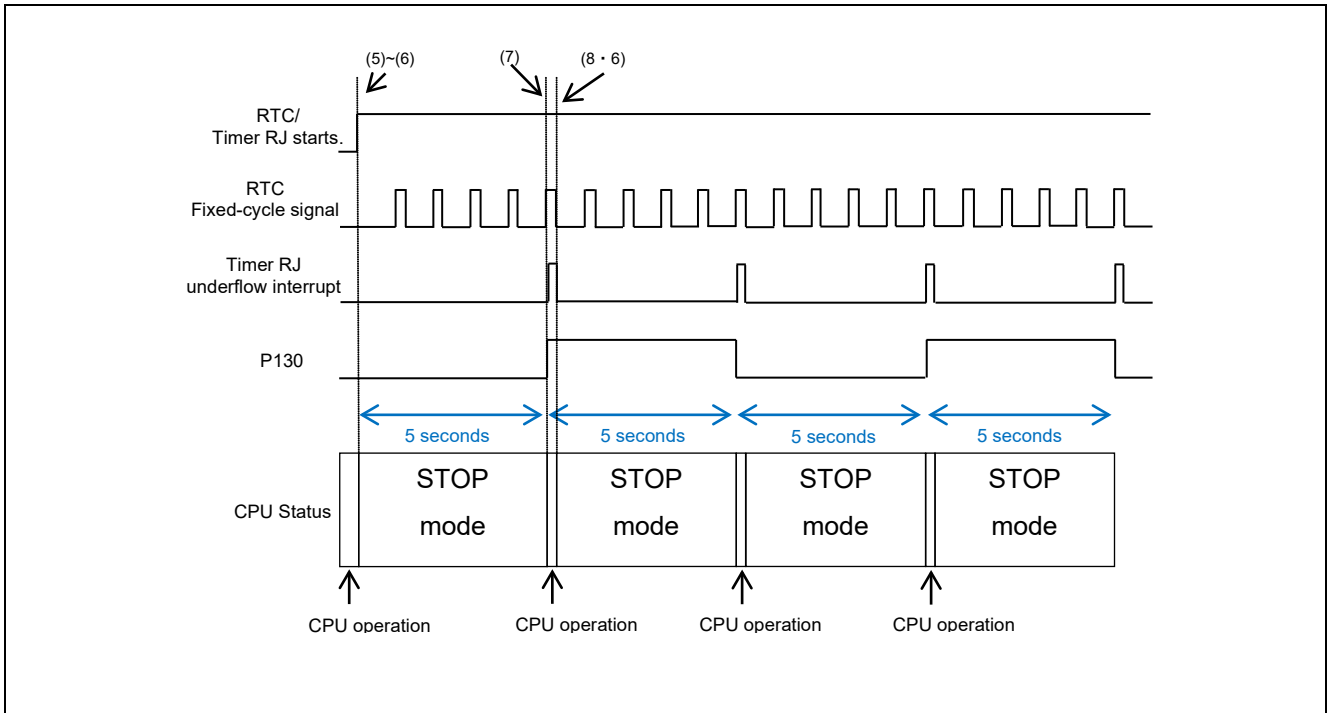 (5)~(6)
(7)
(8・6)
RTC/
Timer RJ starts.
RTC
Fixed-cycle signal
Timer RJ
underflow interrupt
P130
5 seconds
5 seconds
5 seconds
5 seconds
CPU Status
STOP
mode
STOP
mode
STOP
mode
STOP
mode
CPU operation
CPU operation
CPU operation
CPU operation